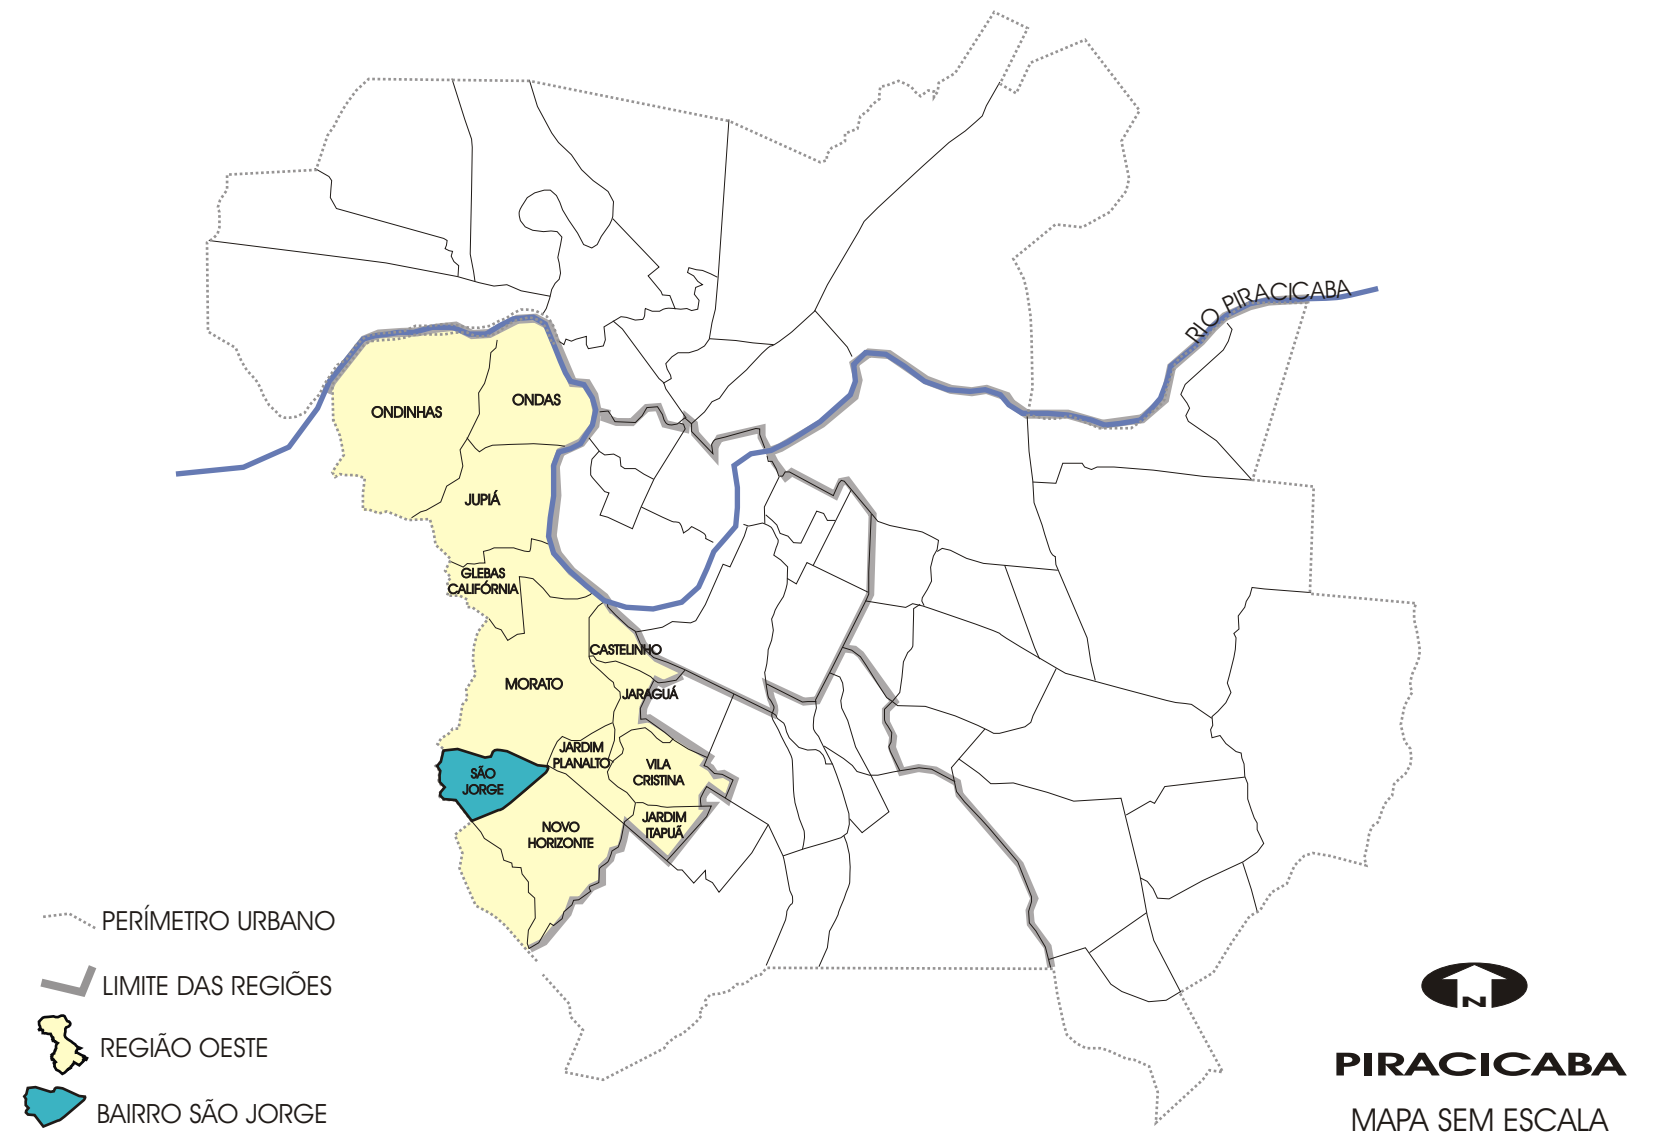 RIO PIRACICABA
ONDINHAS
ONDAS
JUPIÁ
GLEBAS
CALIFÓRNIA
CASTELINHO
MORATO
JARAGUÁ
JARDIM
PLANALTO
VILA
CRISTINA
SÃO
JORGE
JARDIM
ITAPUÃ
NOVO
HORIZONTE
PERÍMETRO URBANO
LIMITE DAS REGIÕES
REGIÃO OESTE
BAIRRO SÃO JORGE
N
PIRACICABA
MAPA SEM ESCALA